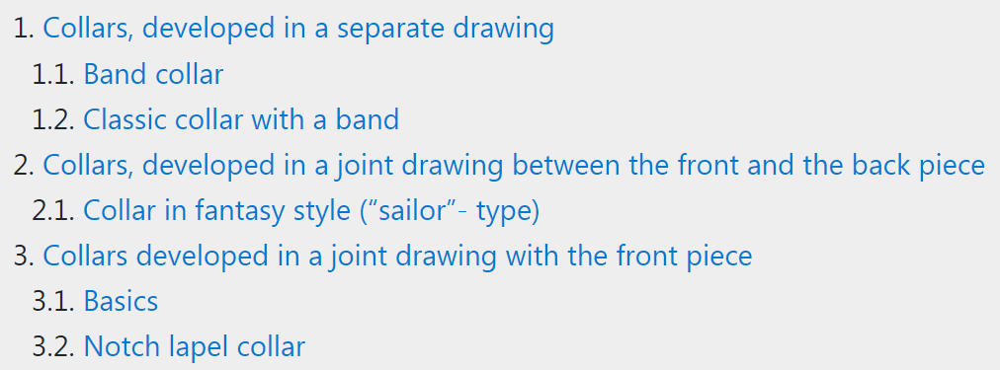 1. Collars, developed in a separate drawing
1.1. Band collar
1.2. Classic collar with a band
2. Collars, developed in a joint drawing between the front and the back piece
2.1. Collar in fantasy style (“sailor”- type)
3. Collars developed in a joint drawing with the front piece
3.1. Basics
3.2. Notch lapel collar